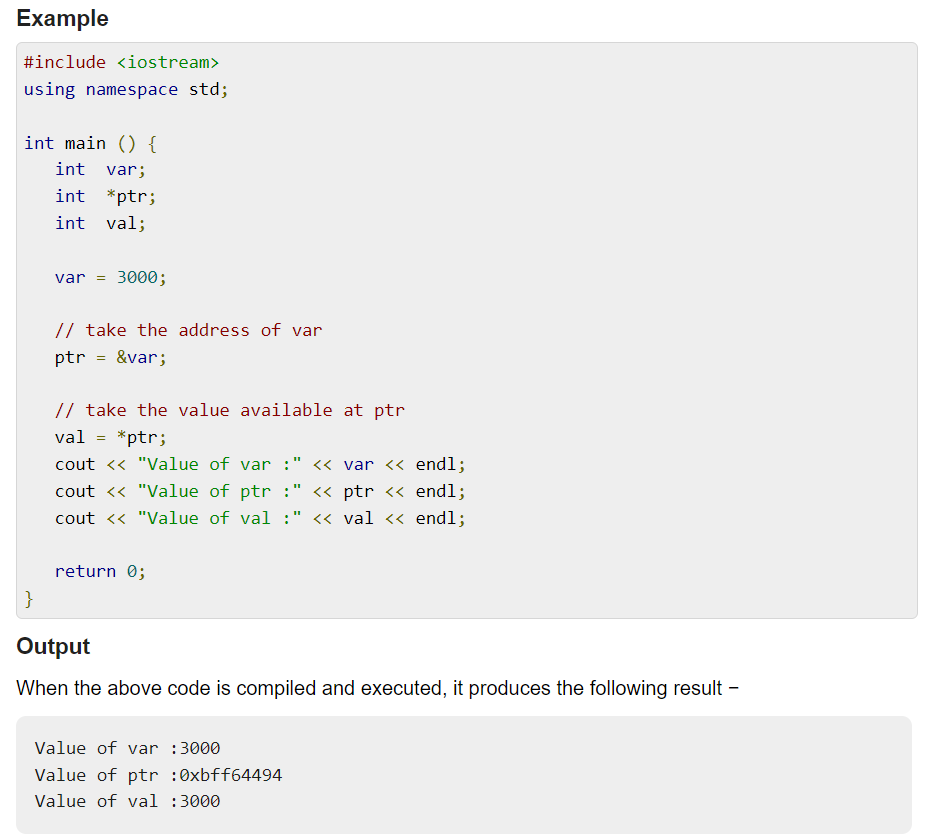 Example
#include <iostream>
using namespace std;
int main () {
   int  var;
   int  *ptr;
   int  val;
   var = 3000;
   // take the address of var
   ptr = &var;
   // take the value available at ptr
   val = *ptr;
   cout << "Value of var :" << var << endl;
   cout << "Value of ptr :" << ptr << endl;
   cout << "Value of val :" << val << endl;
   return 0;
}
Output
When the above code is compiled and executed, it produces the following result −
Value of var :3000
Value of ptr :0xbff64494
Value of val :3000